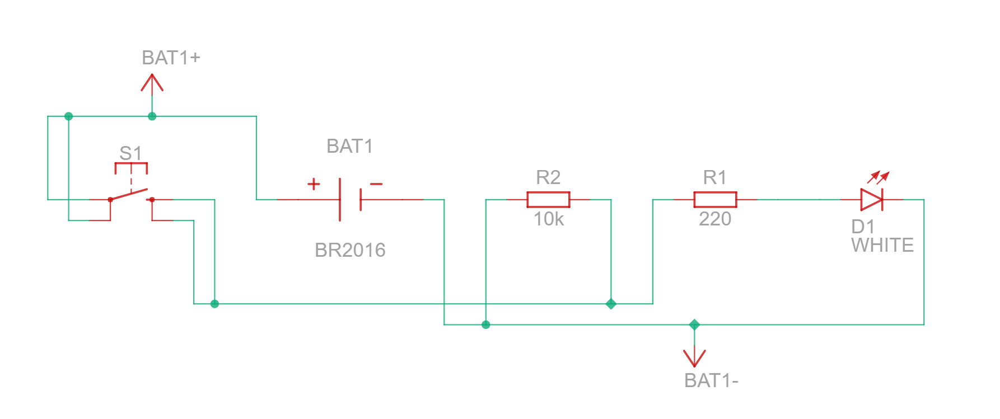 BAT1+
S1
BAT1
+ −
BR2016
R2
10k
R1
220
D1
WHITE
BAT1-